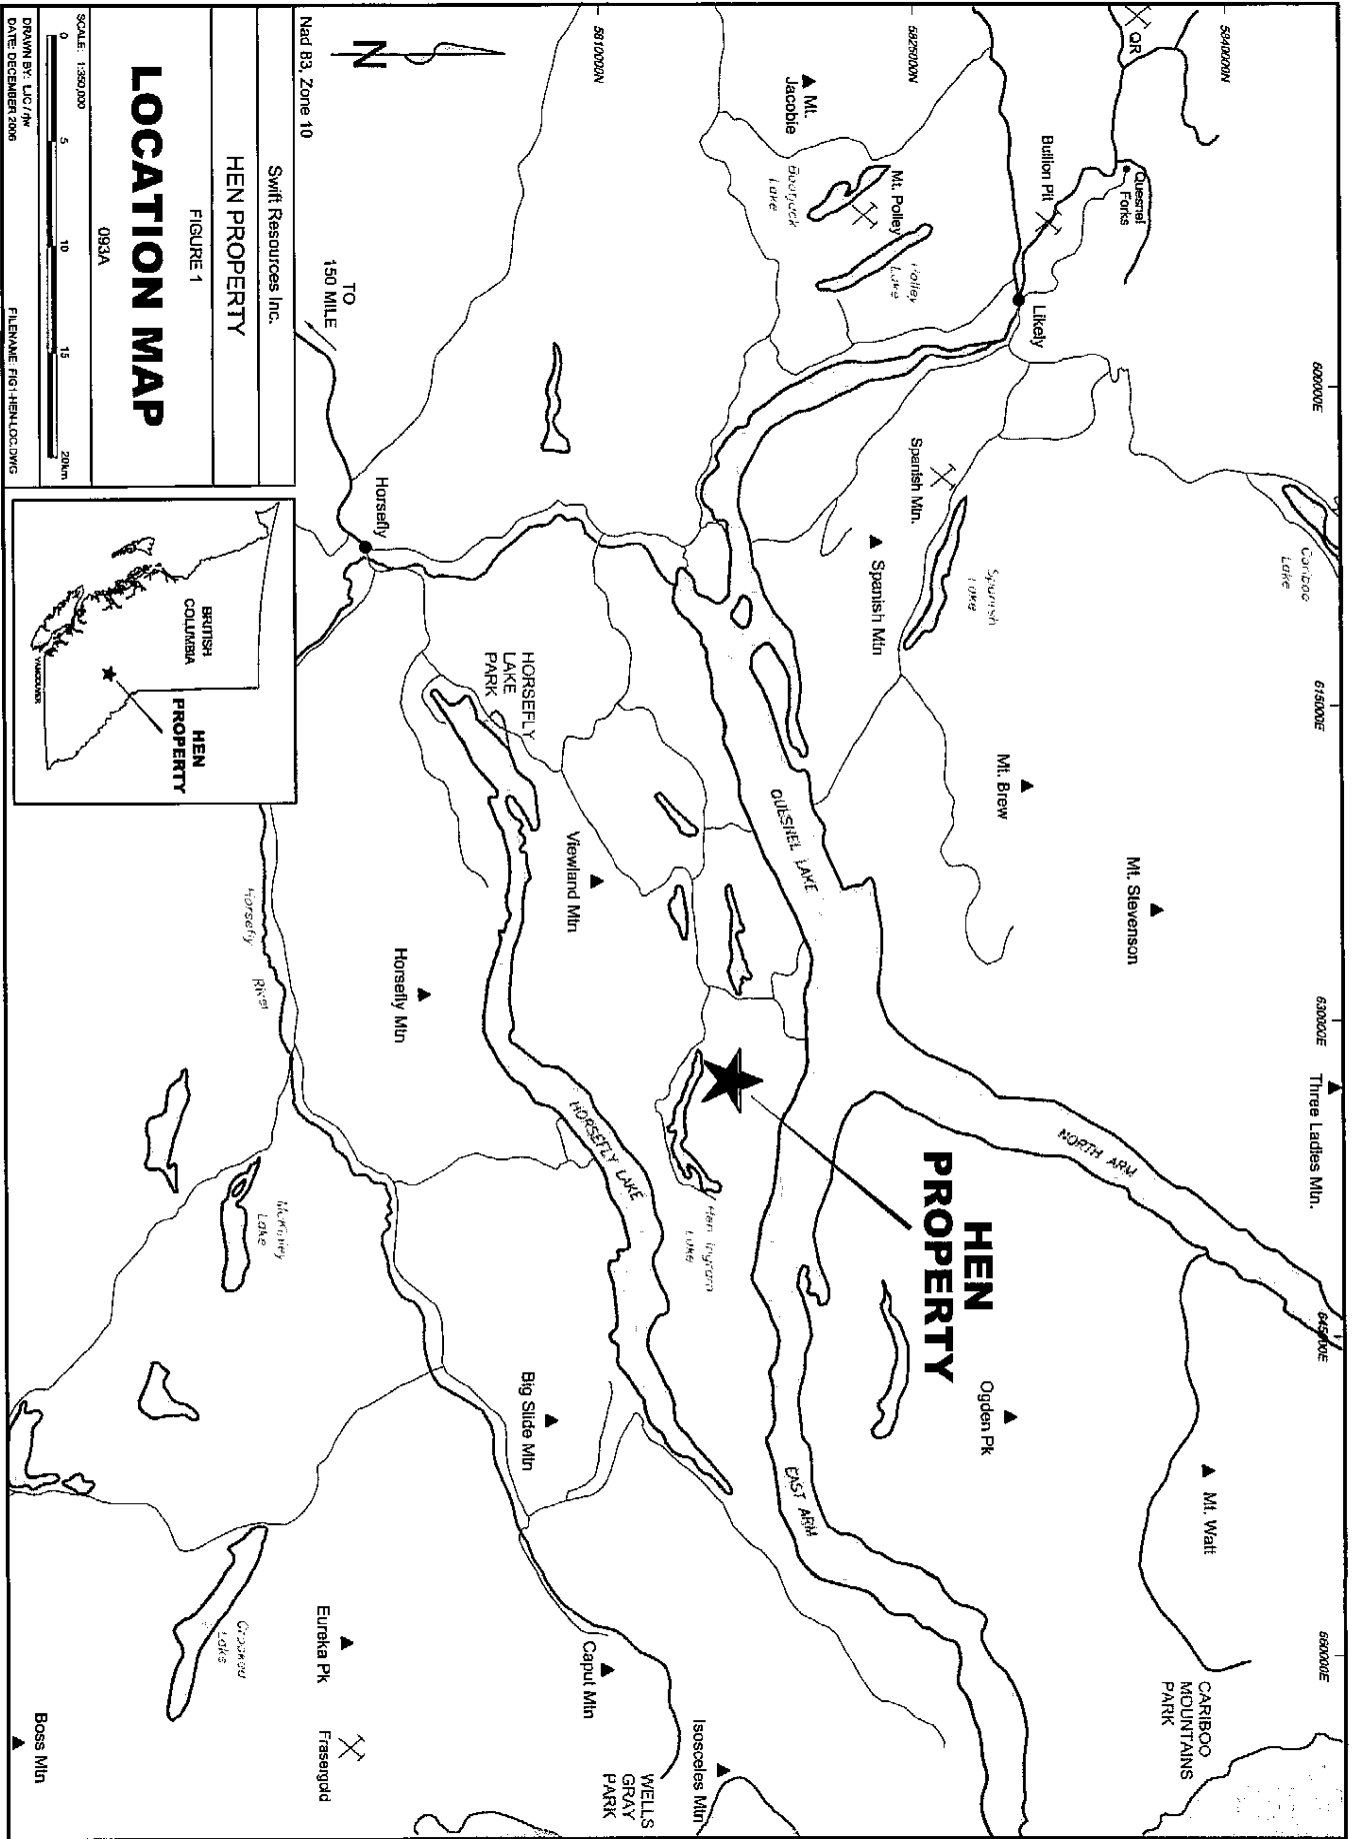 600000E
615000E
630000E
645000E
660000E
Three Ladies Mtn.
5840000N
5825000N
5810000N
QR
Quesnel
Forks
Bullion Pit
Likely
Cariboo
Lake
Mt. Stevenson
Mt. Brew
NORTH ARM
Mt. Watt
CARIBOO
MOUNTAINS
PARK
Mt.
Jacobie
Mt. Polley
Bootjack
Lake
Polley
Lake
Spanish Mtn.
Spanish
Lake
Spanish Mtn
QUESNEL LAKE
HEN
PROPERTY
Ogden Pk
EAST ARM
Isosceles Mtn
HORSEFLY
LAKE
PARK
Viewland Mtn
HORSEFLY LAKE
Lake
Big Slide Mtn
Caput Mtn
WELLS
GRAY
PARK
Horsefly
TO
150 MILE
Horsefly Mtn
Horsefly River
McKinley
Lake
Crooked
Lake
Eureka Pk
Frasergold
Boss Mtn
N
Nad 83, Zone 10
Swift Resources Inc.
HEN PROPERTY
FIGURE 1
LOCATION MAP
093A
SCALE: 1:350,000
0 5 10 15 20km
DATE: DECEMBER 2006
FILENAME: FIG1-HEN-LOC.DWG
BRITISH
COLUMBIA
VANCOUVER
HEN
PROPERTY